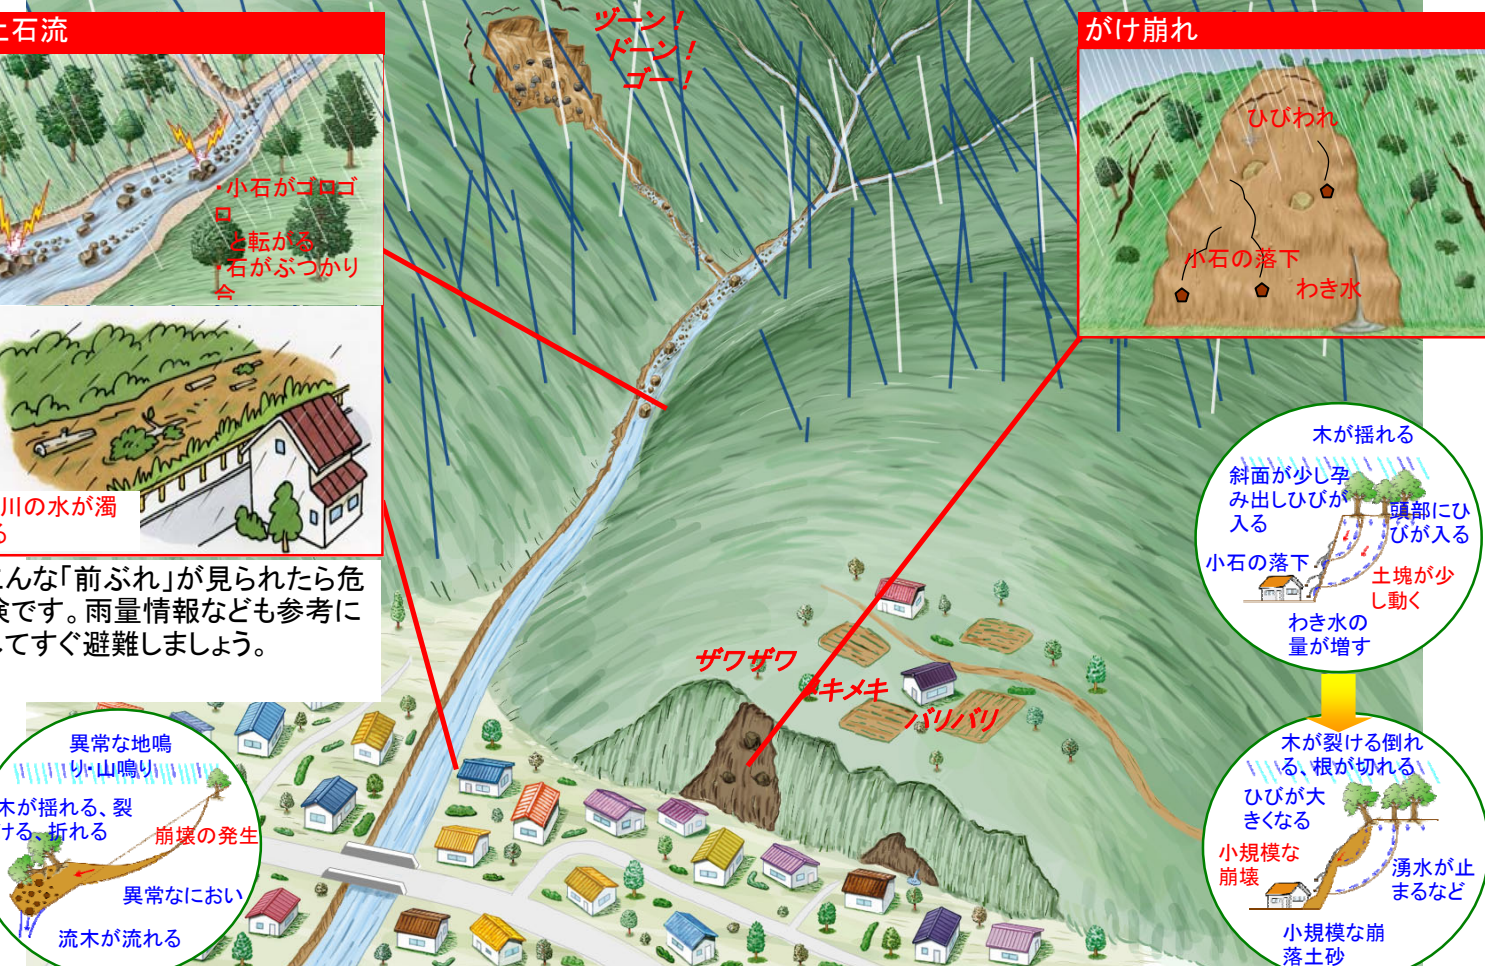 土石流
・小石がゴロゴ
ロ
と転がる
・石がぶつかり
合
川の水が濁
る
こんな「前ぶれ」が見られたら危
険です。雨量情報なども参考に
してすぐ避難しましょう。
異常な地鳴
り・山鳴り
木が揺れる、裂
ける、折れる
崩壊の発生
異常なにおい
流木が流れる
ヅーン！
ドーン！
ゴー！
ザワザワ
キメキ
バリバリ
がけ崩れ
ひびわれ
小石の落下
わき水
木が揺れる
斜面が少し孕
み出しひびが
入る
頭部にひ
びが入る
小石の落下
土塊が少
し動く
わき水の
量が増す
木が裂ける倒れ
る、根が切れる
ひびが大
きくなる
小規模な
崩壊
湧水が止
まるなど
小規模な崩
落土砂